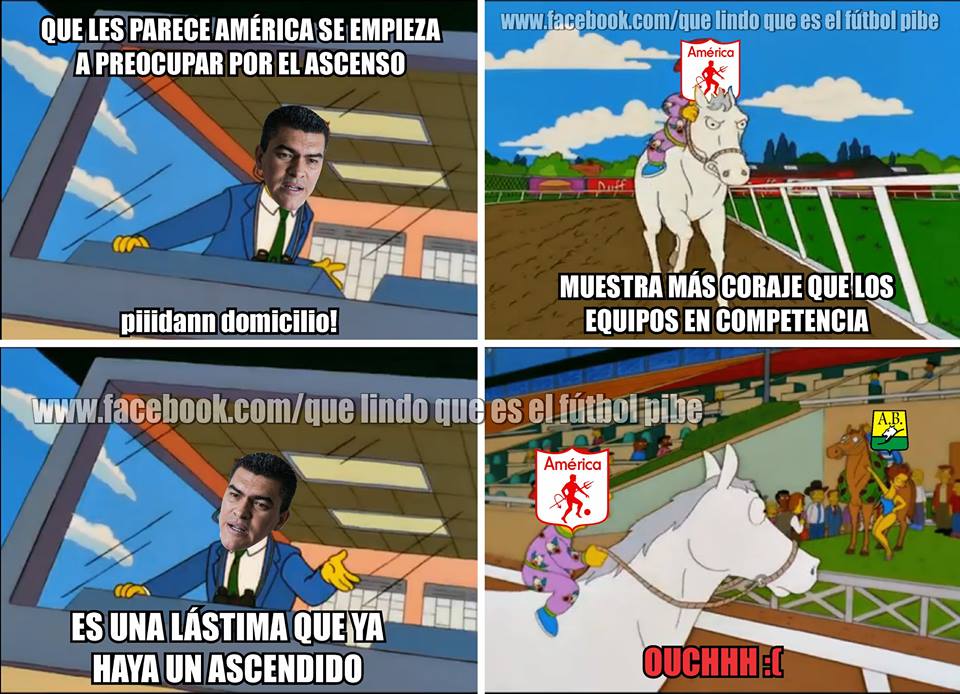 QUE LES PARECE AMÉRICA SE EMPIEZA
A PREOCUPAR POR EL ASCENSO
piiidann domicilio!
www.facebook.com/que lindo que es el fútbol pibe
América
Duff
MUESTRA MÁS CORAJE QUE LOS
EQUIPOS EN COMPETENCIA
www.facebook.com/que lindo que es el fútbol pibe
ES UNA LÁSTIMA QUE YA
HAYA UN ASCENDIDO
A.B.
América
OUCHHH :(